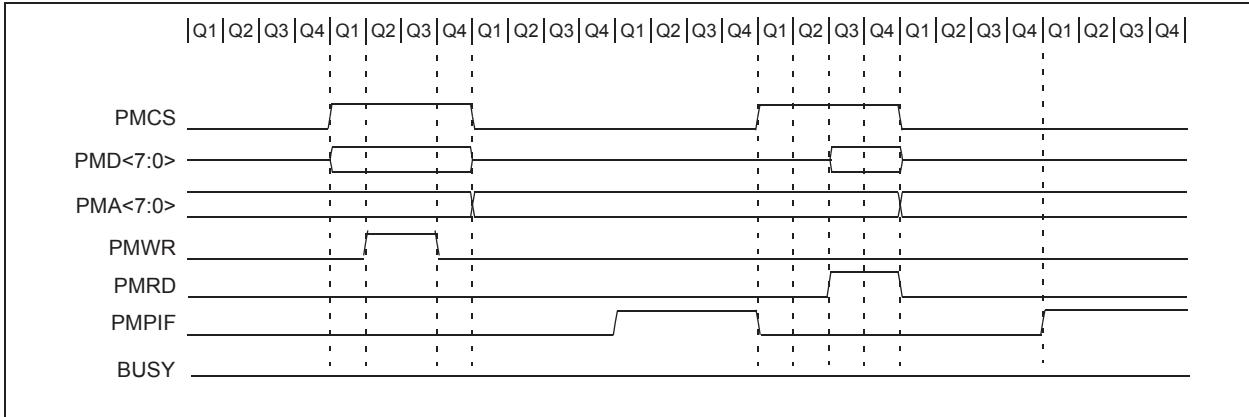 Q1 Q2 Q3 Q4 Q1 Q2 Q3 Q4 Q1 Q2 Q3 Q4 Q1 Q2 Q3 Q4 Q1 Q2 Q3 Q4 Q1 Q2 Q3 Q4 Q1 Q2 Q3 Q4
PMCS
PMD<7:0>
PMA<7:0>
PMWR
PMRD
PMPIF
BUSY